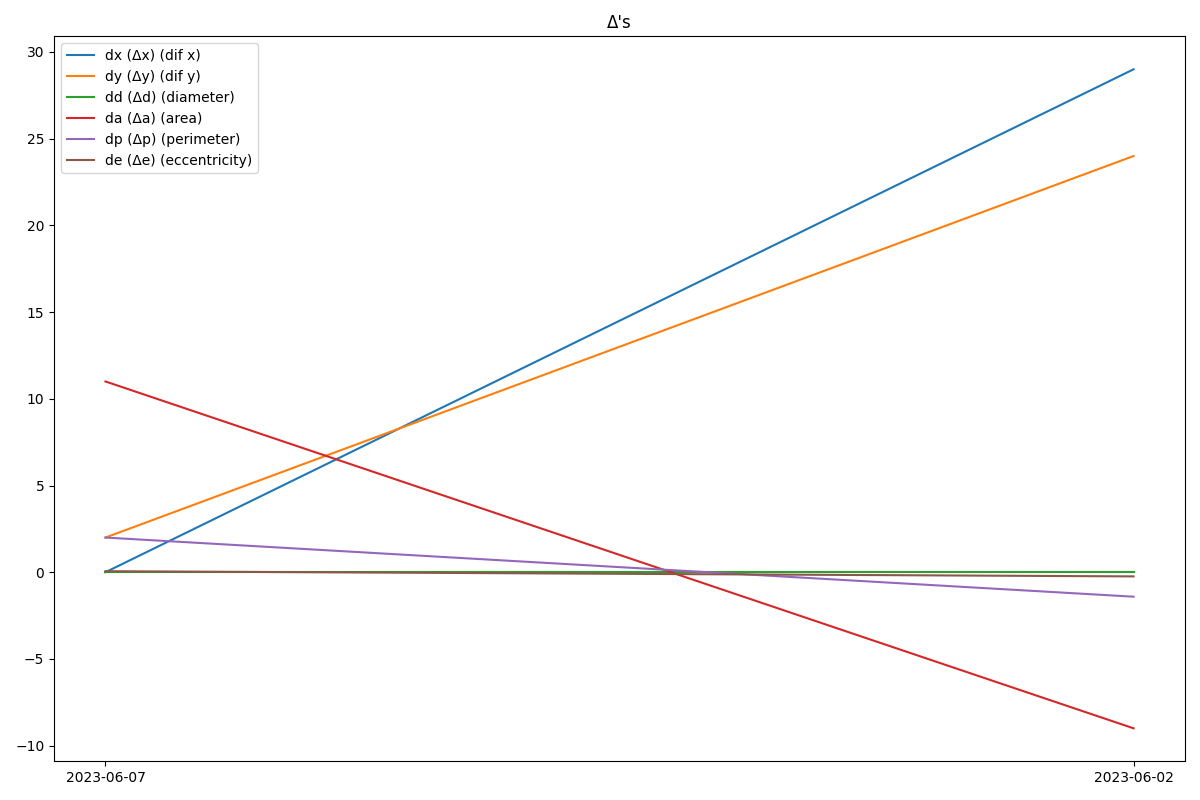 Δ's
dx (Δx) (dif x)
dy (Δy) (dif y)
dd (Δd) (diameter)
da (Δa) (area)
dp (Δp) (perimeter)
de (Δe) (eccentricity)
30
25
20
15
10
5
0
−5
−10
2023-06-07 2023-06-02